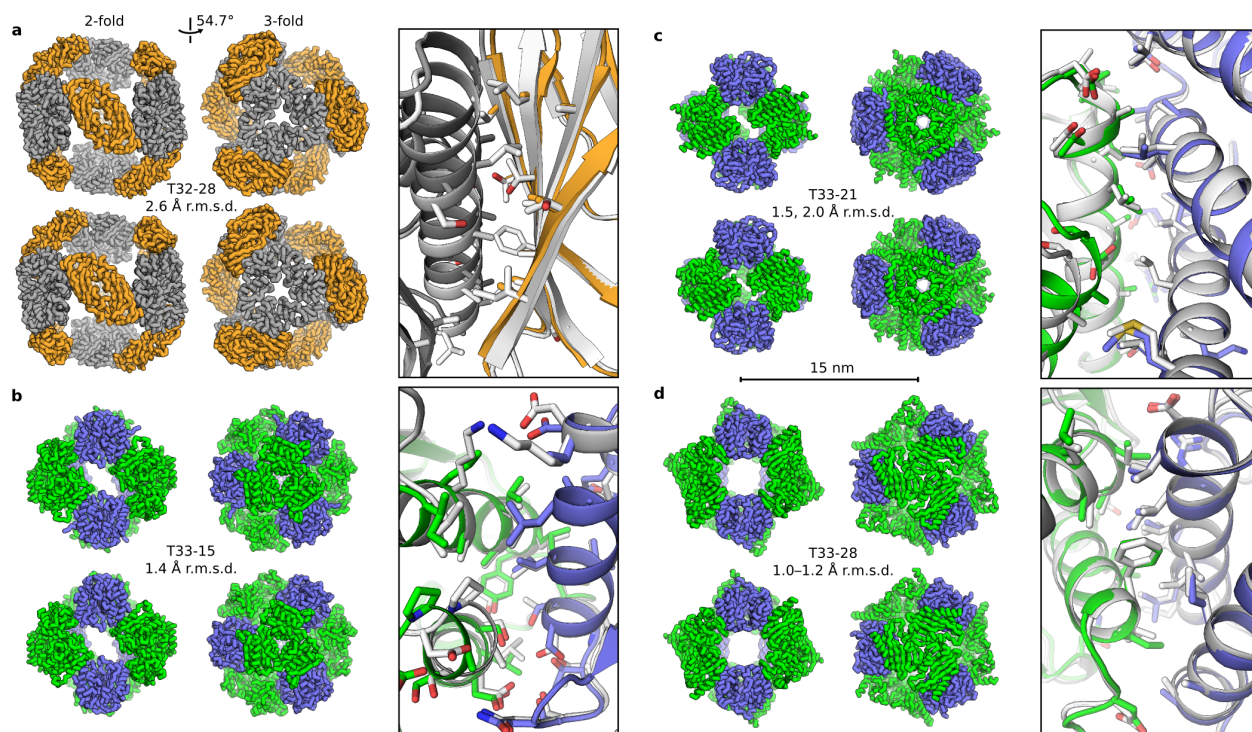 a
2-fold
54.7°
3-fold
T32-28
2.6 Å r.m.s.d.
b
T33-15
1.4 Å r.m.s.d.
c
T33-21
1.5, 2.0 Å r.m.s.d.
15 nm
d
T33-28
1.0–1.2 Å r.m.s.d.